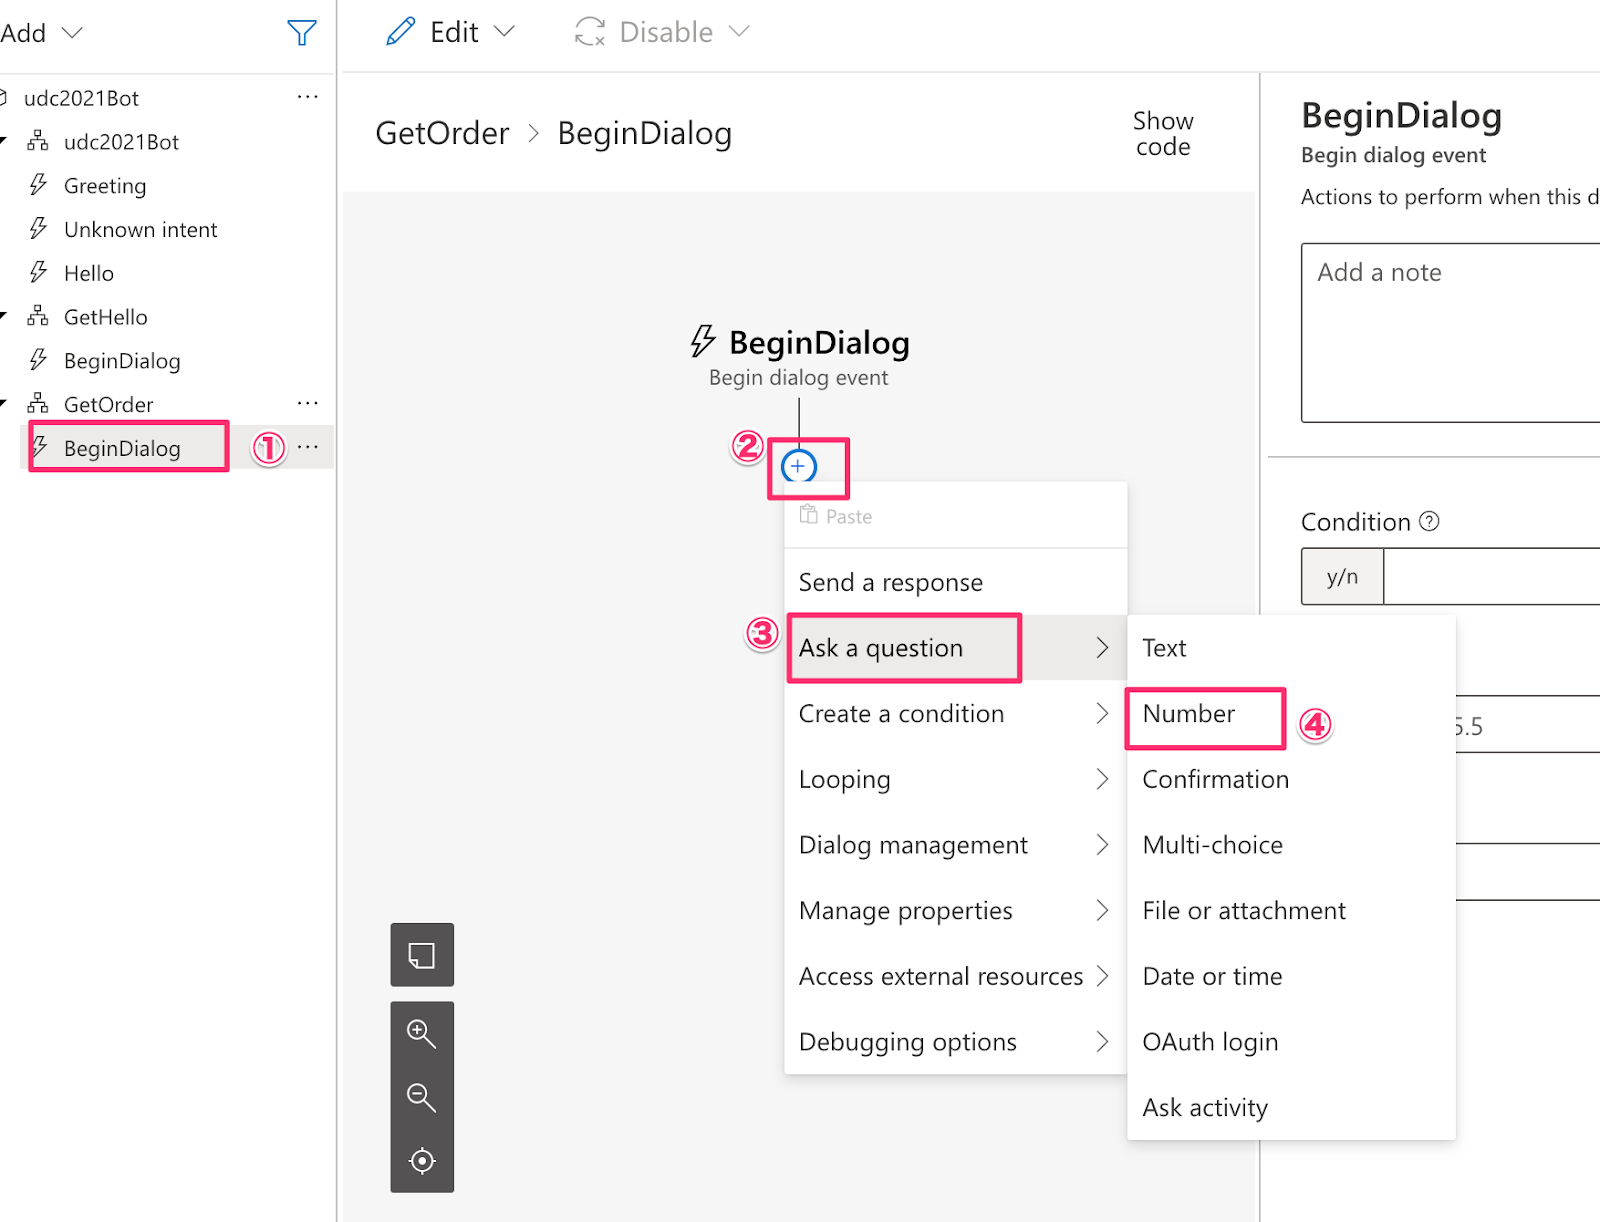 Add
Edit
Disable
udc2021Bot
udc2021Bot
Greeting
Unknown intent
Hello
GetHello
BeginDialog
GetOrder
BeginDialog
①
GetOrder > BeginDialog
Show
code
BeginDialog
Begin dialog event
②
Paste
Send a response
③
Ask a question
Create a condition
Looping
Dialog management
Manage properties
Access external resources
Debugging options
Text
Number
④
Confirmation
Multi-choice
File or attachment
Date or time
OAuth login
Ask activity
BeginDialog
Begin dialog event
Actions to perform when this d
Add a note
Condition
y/n
5.5